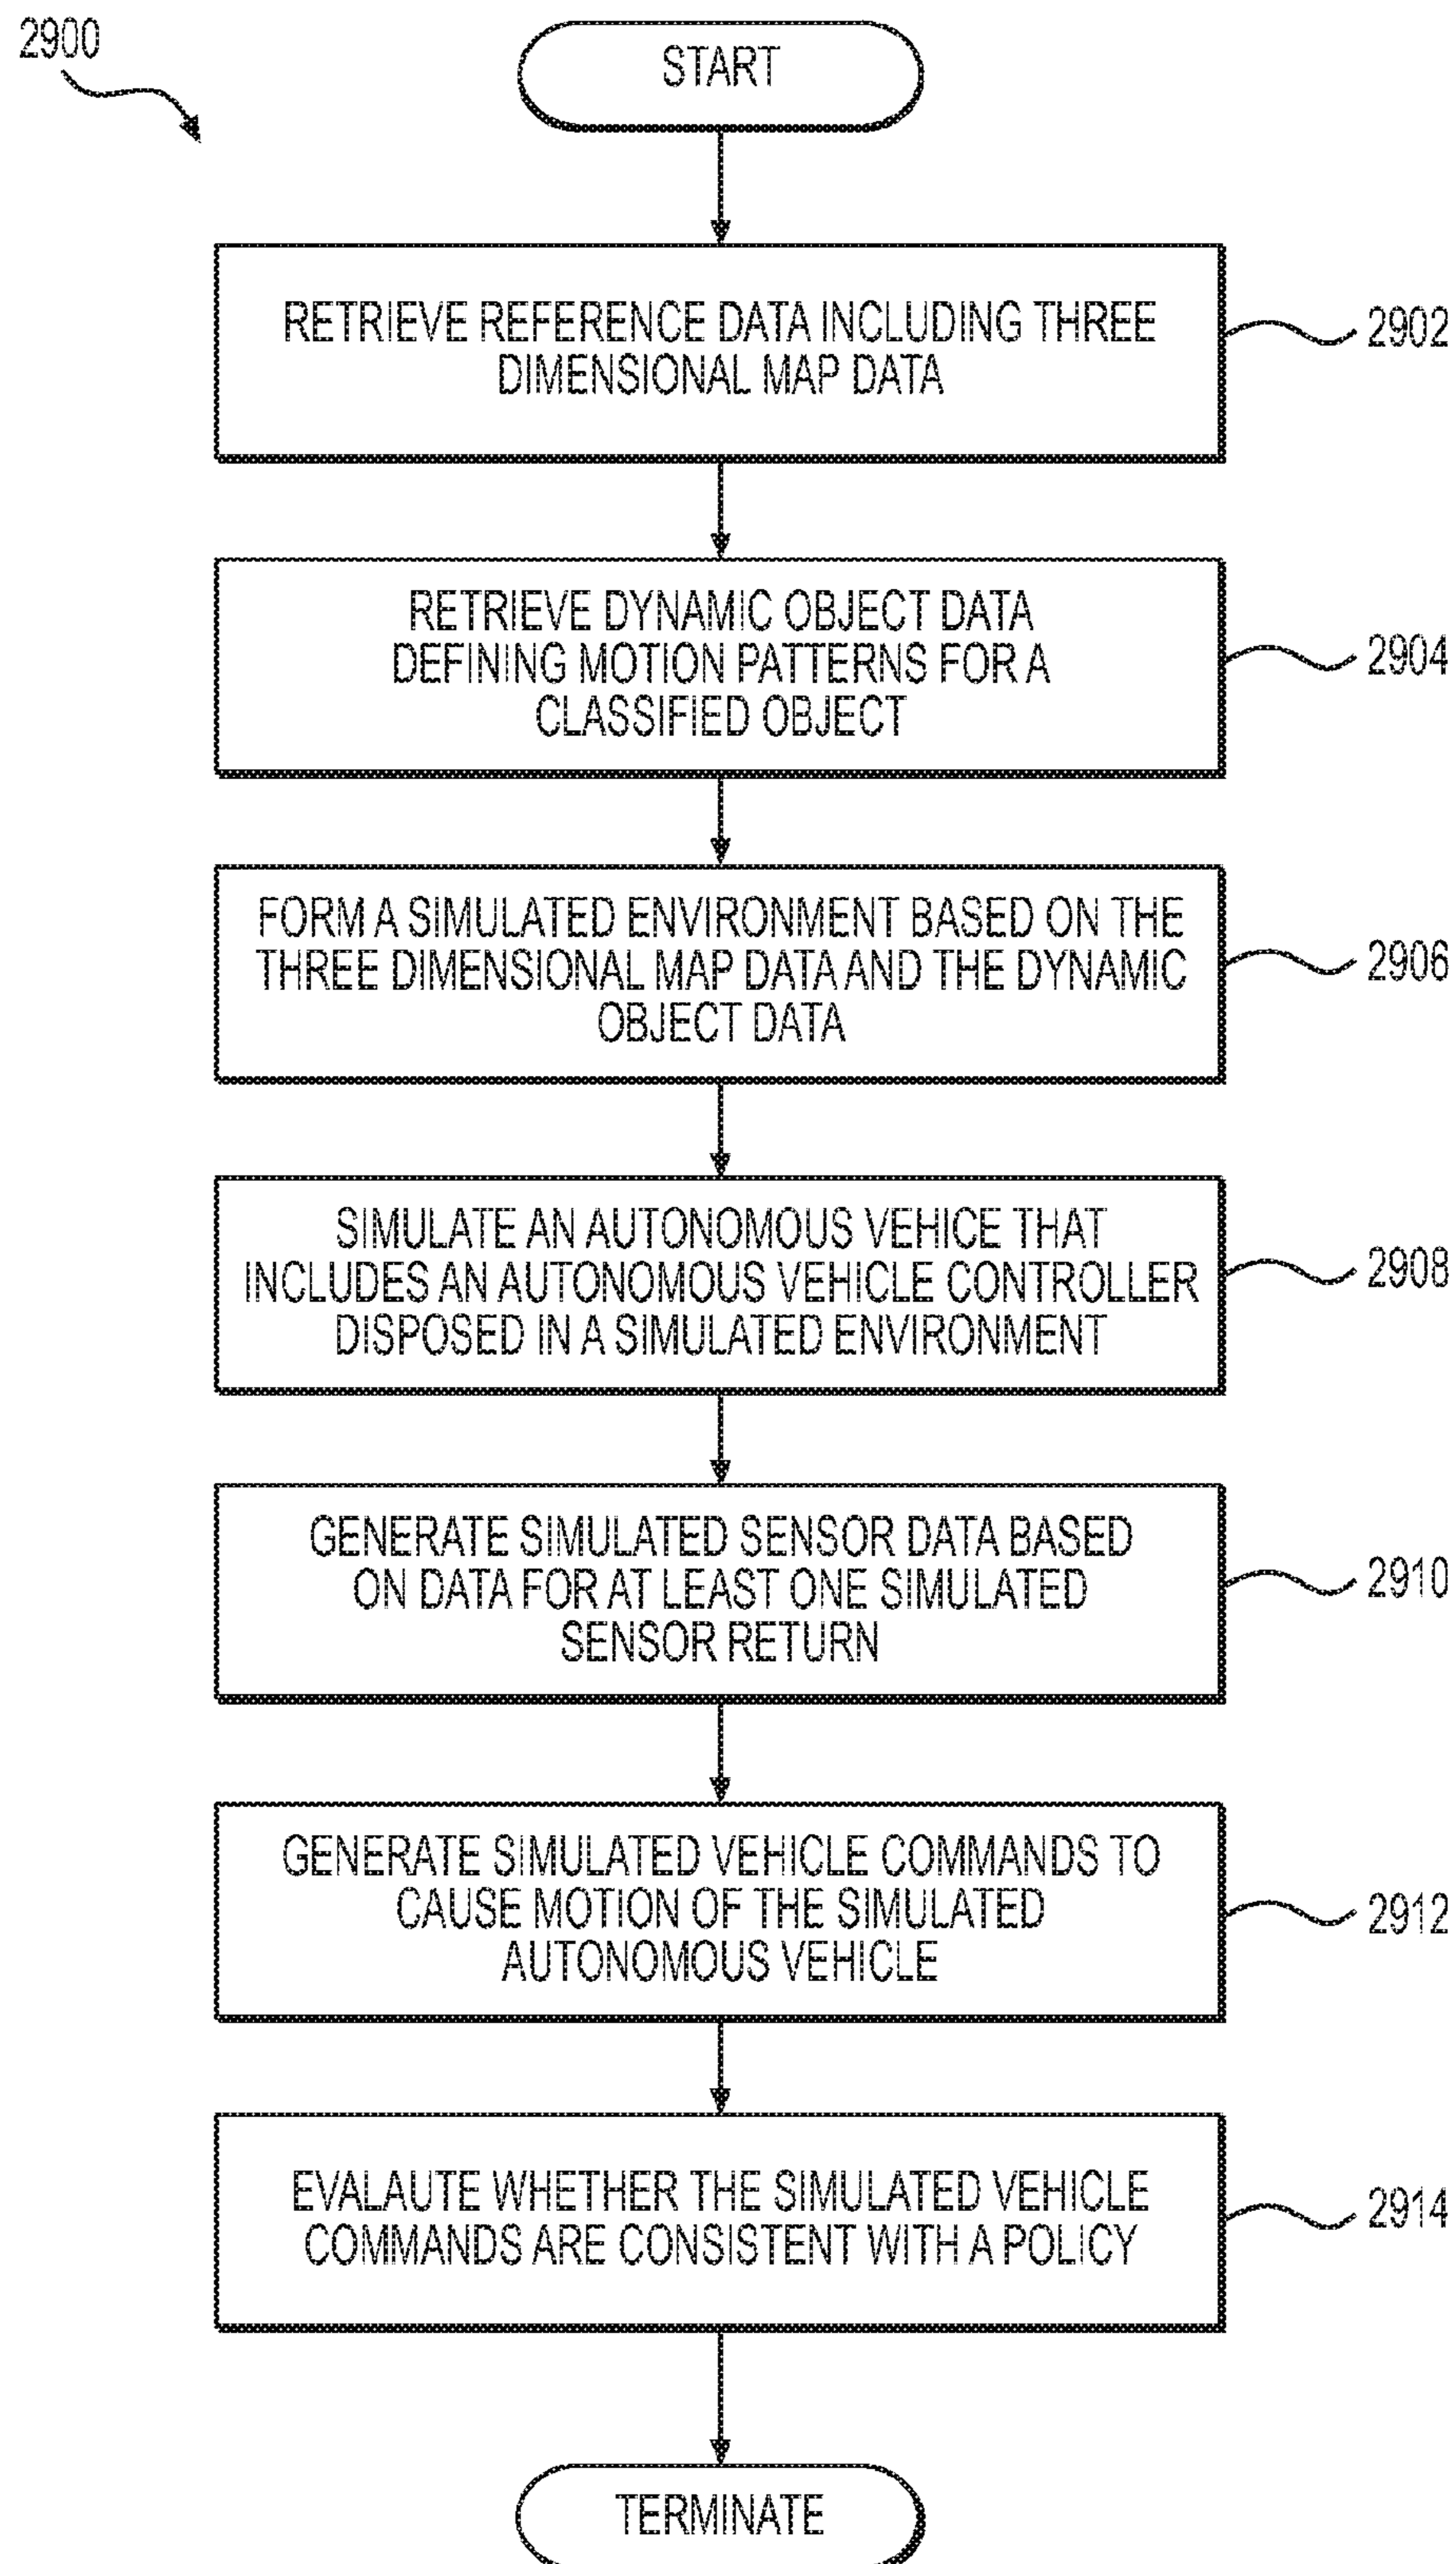 2900
START
RETRIEVE REFERENCE DATA INCLUDING THREE
DIMENSIONAL MAP DATA
2902
RETRIEVE DYNAMIC OBJECT DATA
DEFINING MOTION PATTERNS FOR A
CLASSIFIED OBJECT
2904
FORM A SIMULATED ENVIRONMENT BASED ON THE
THREE DIMENSIONAL MAP DATA AND THE DYNAMIC
OBJECT DATA
2906
SIMULATE AN AUTONOMOUS VEHICE THAT
INCLUDES AN AUTONOMOUS VEHICLE CONTROLLER
DISPOSED IN A SIMULATED ENVIRONMENT
2908
GENERATE SIMULATED SENSOR DATA BASED
ON DATA FOR AT LEAST ONE SIMULATED
SENSOR RETURN
2910
GENERATE SIMULATED VEHICLE COMMANDS TO
CAUSE MOTION OF THE SIMULATED
AUTONOMOUS VEHICLE
2912
EVALAUTE WHETHER THE SIMULATED VEHICLE
COMMANDS ARE CONSISTENT WITH A POLICY
2914
TERMINATE